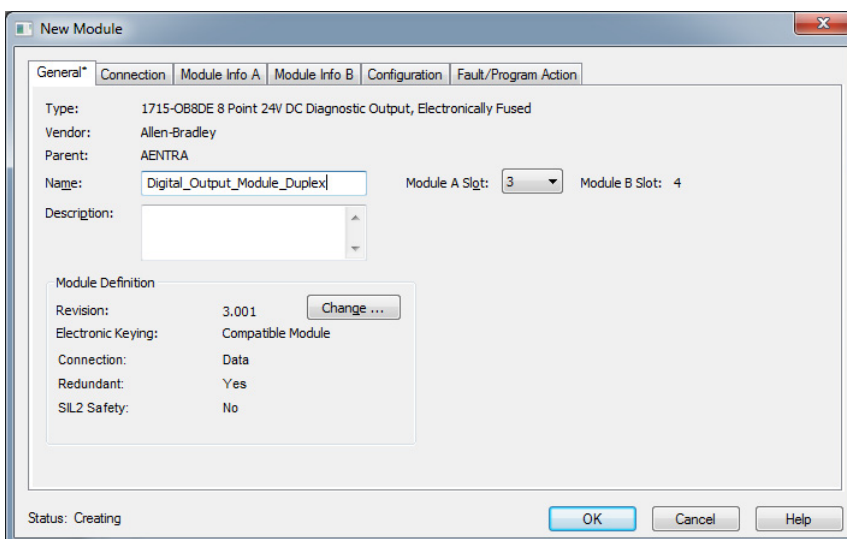 New Module
General* Connection Module Info A Module Info B Configuration Fault/Program Action
Type: 1715-OB8DE 8 Point 24V DC Diagnostic Output, Electronically Fused
Vendor: Allen-Bradley
Parent: AENTRA
Name: Digital_Output_Module_Duplex Module A Slot: 3 Module B Slot: 4
Description:
Module Definition
Revision: 3.001 Change ...
Electronic Keying: Compatible Module
Connection: Data
Redundant: Yes
SIL2 Safety: No
Status: Creating OK Cancel Help